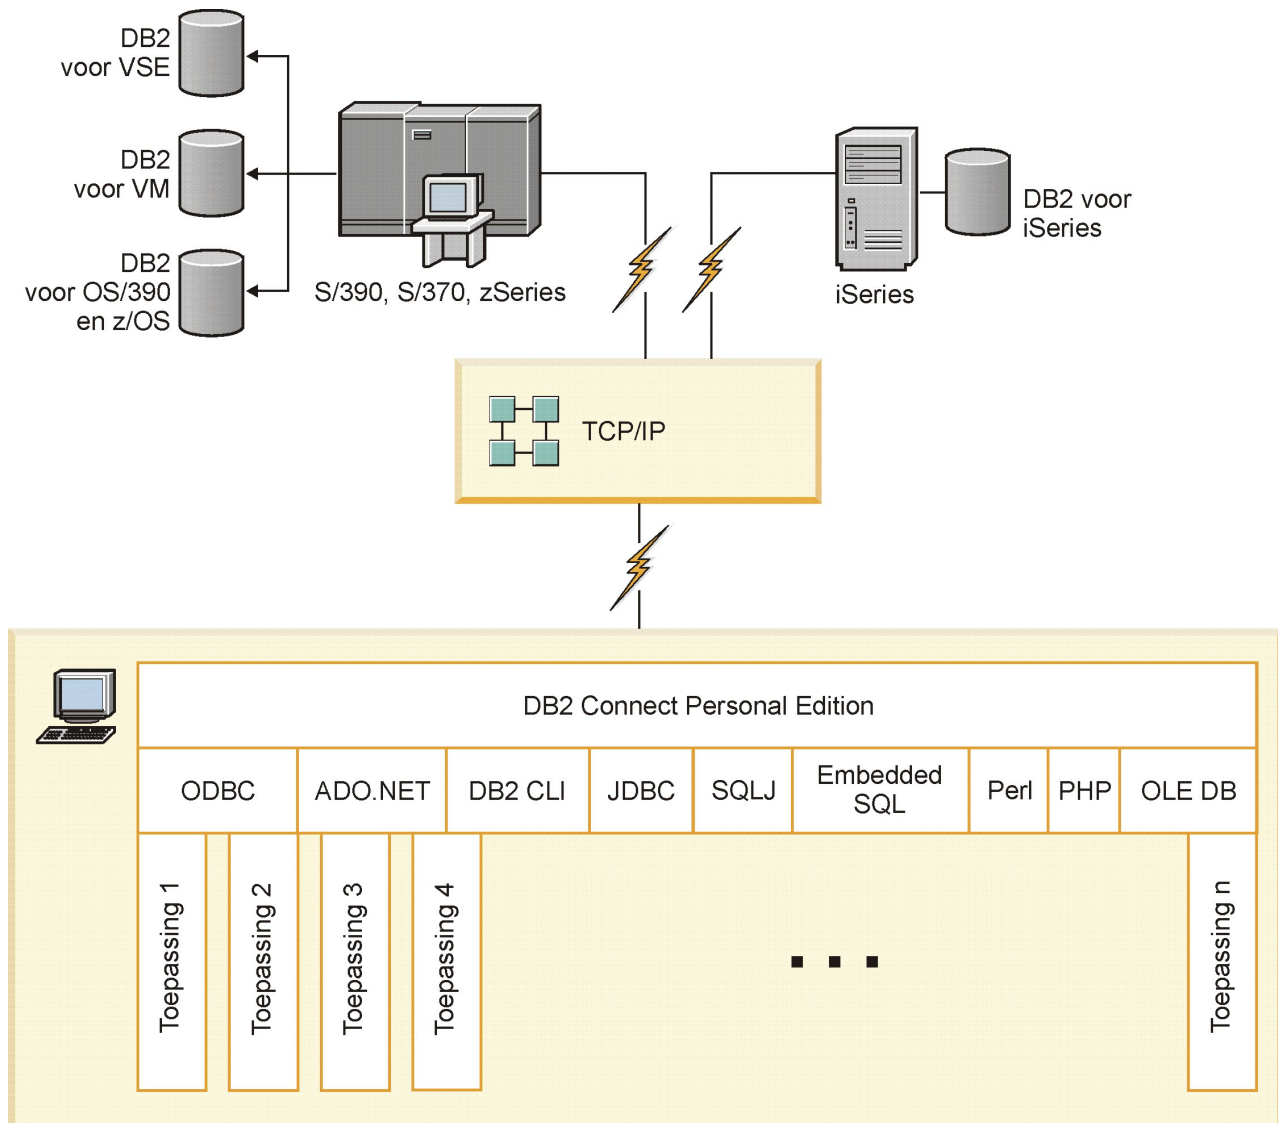 DB2
voor VSE
DB2
voor VM
DB2
voor OS/390
en z/OS
S/390, S/370, zSeries
iSeries
DB2 voor
iSeries
TCP/IP
DB2 Connect Personal Edition
ODBC
ADO.NET
DB2 CLI
JDBC
SQLJ
Embedded
SQL
Perl
PHP
OLE DB
Toepassing 1
Toepassing 2
Toepassing 3
Toepassing 4
...
Toepassing n